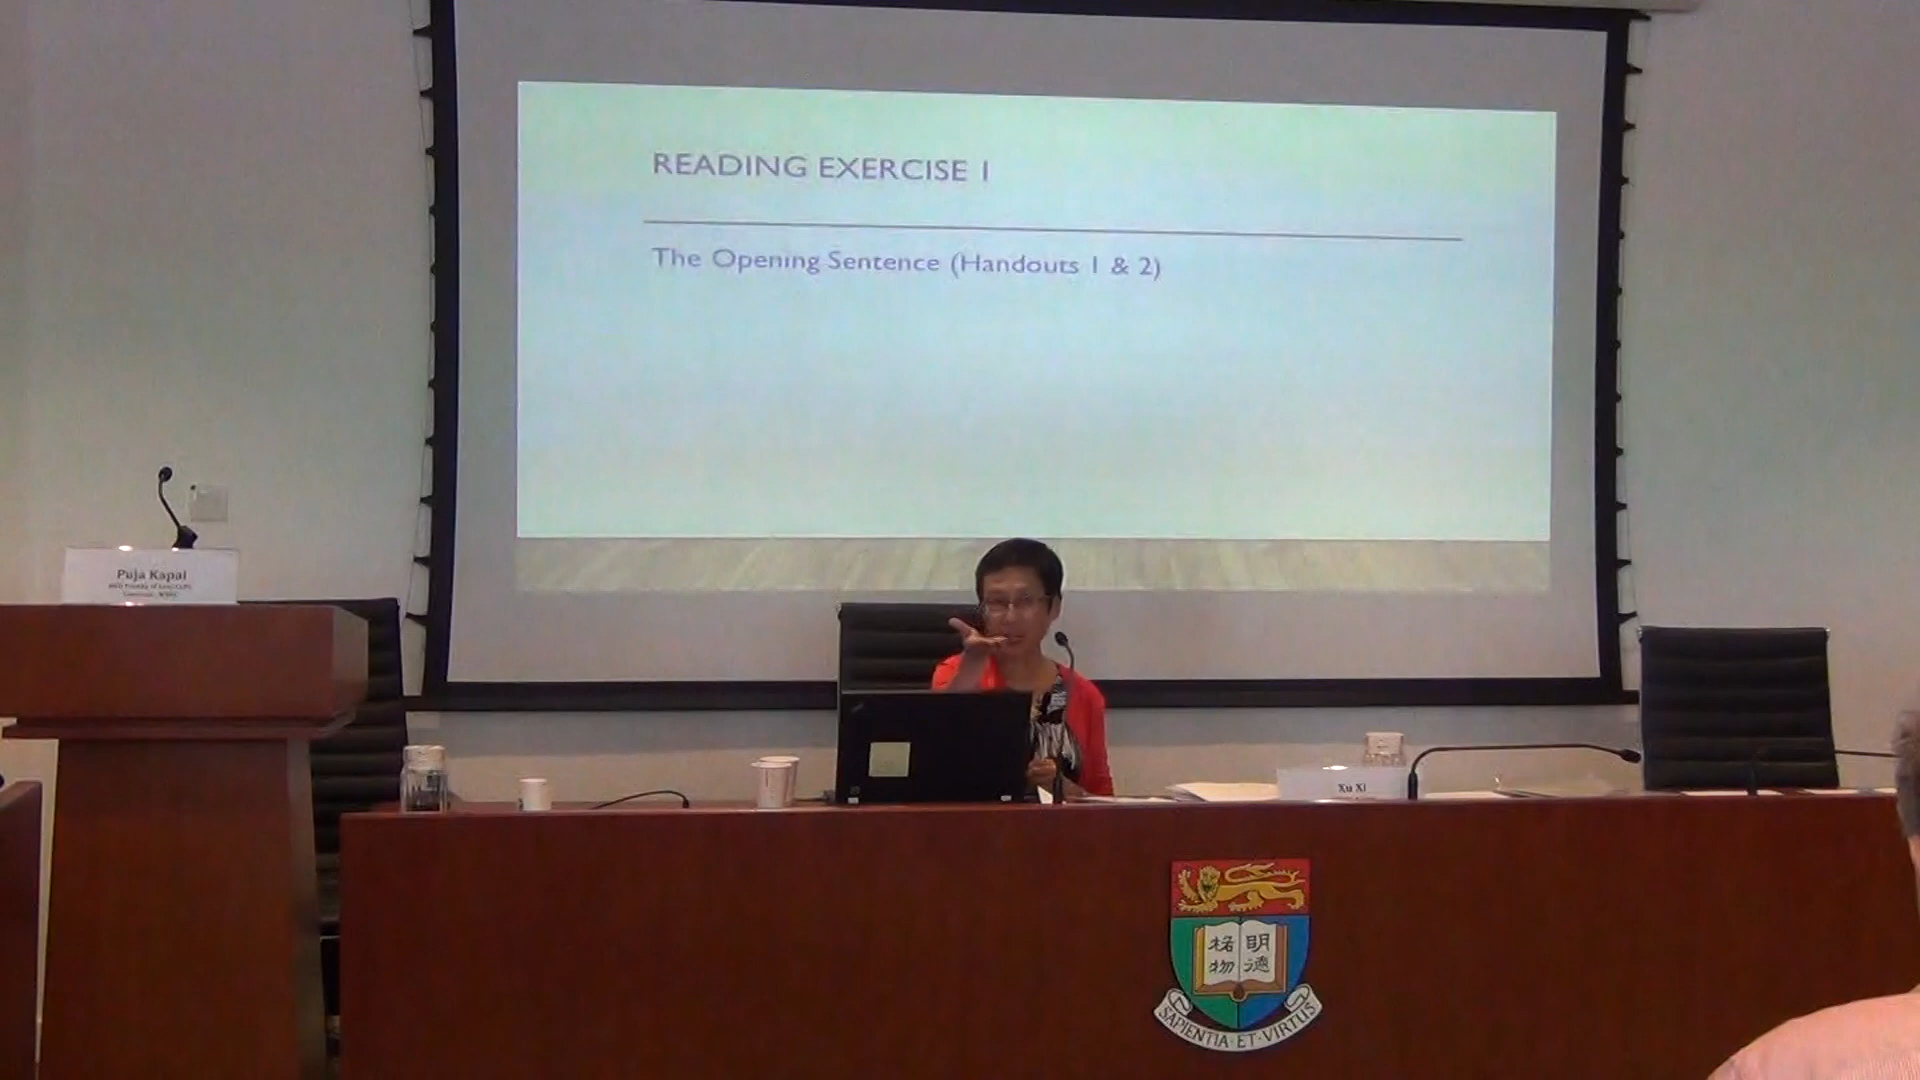 READING EXERCISE 1
The Opening Sentence (Handouts 1 & 2)
Puja Kapai
Xu Xi
格 明
物 德
SAPIENTIA·ET·VIRTUS